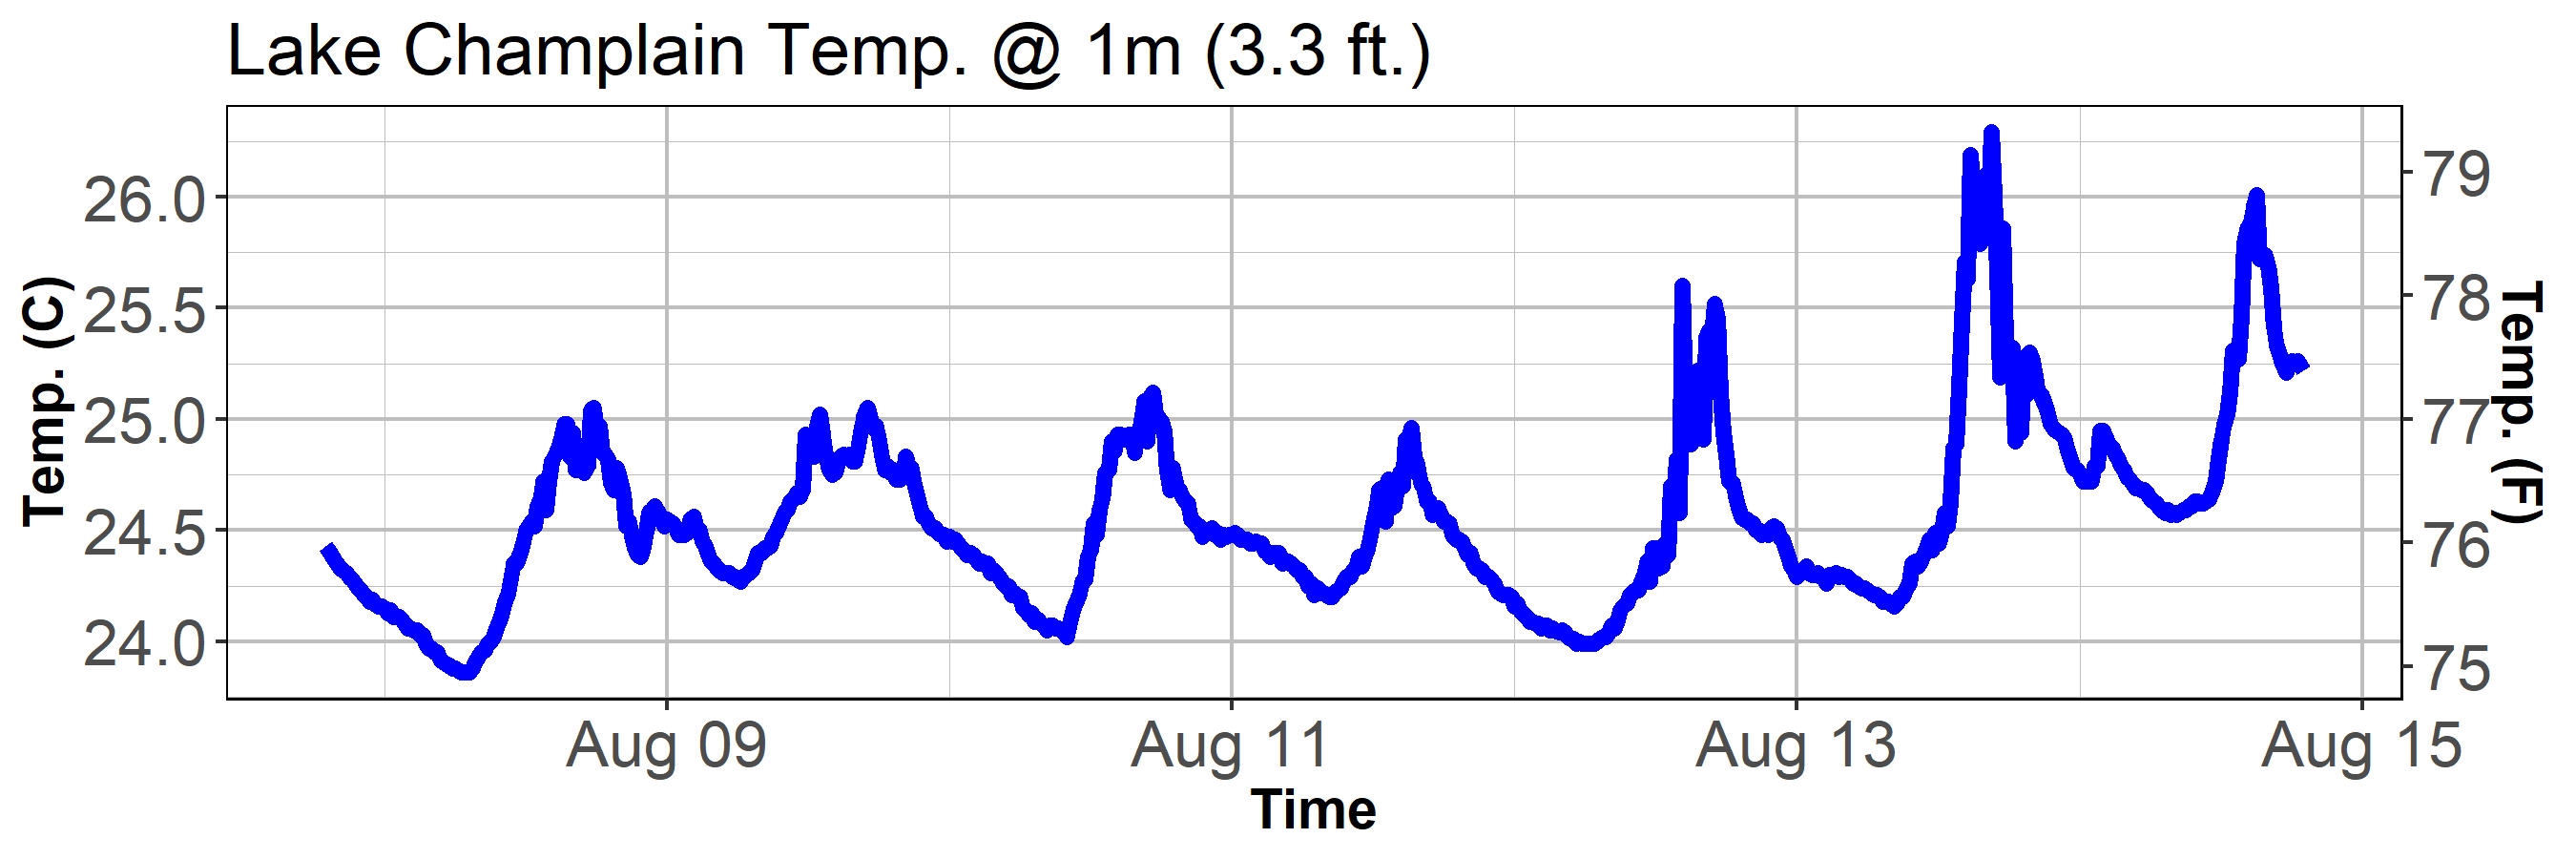 Lake Champlain Temp. @ 1m (3.3 ft.)
Temp. (C)
26.0
25.5
25.0
24.5
24.0
79
78
77
76
75
Temp. (F)
Aug 09 Aug 11 Aug 13 Aug 15
Time